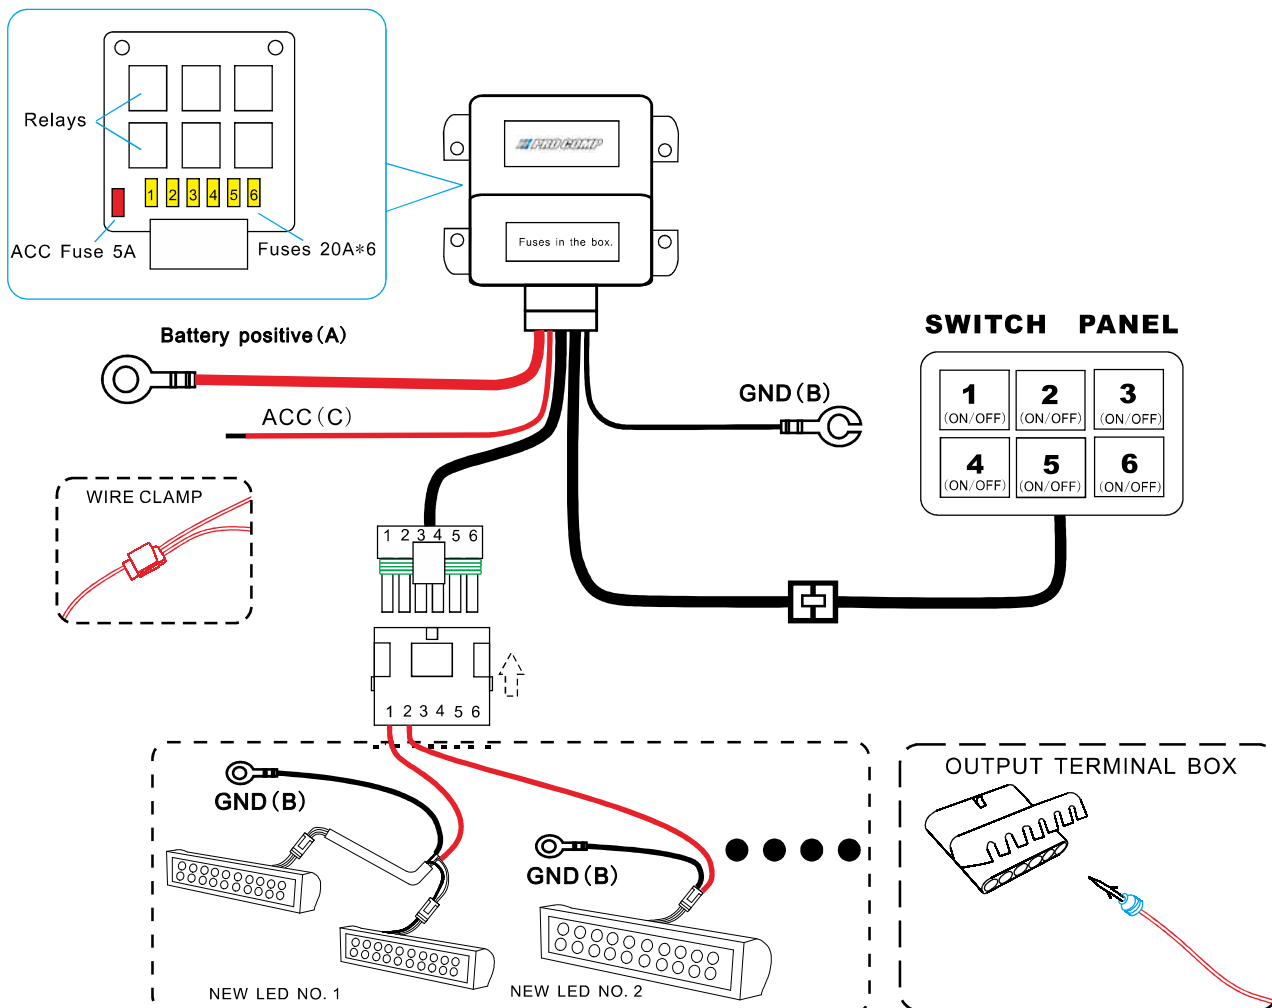 Relays
1 2 3 4 5 6
ACC Fuse 5A
Fuses 20A*6
PRO COMP
Fuses in the box.
Battery positive(A)
ACC(C)
GND(B)
SWITCH PANEL
1 2 3
(ON/OFF) (ON/OFF) (ON/OFF)
4 5 6
(ON/OFF) (ON/OFF) (ON/OFF)
WIRE CLAMP
1 2 3 4 5 6
1 2 3 4 5 6
GND(B)
GND(B)
NEW LED NO. 1
NEW LED NO. 2
OUTPUT TERMINAL BOX